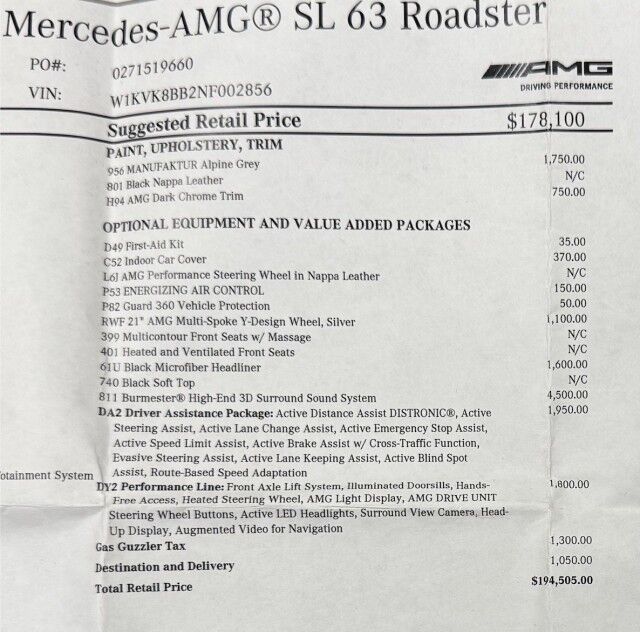 Mercedes-AMG® SL 63 Roadster
PO#: 0271519660
VIN: W1KVK8BB2NF002856
AMG
DRIVING PERFORMANCE
Suggested Retail Price $178,100
PAINT, UPHOLSTERY, TRIM
956 MANUFAKTUR Alpine Grey 1,750.00
801 Black Nappa Leather N/C
H94 AMG Dark Chrome Trim 750.00
OPTIONAL EQUIPMENT AND VALUE ADDED PACKAGES
D49 First-Aid Kit 35.00
C52 Indoor Car Cover 370.00
L6J AMG Performance Steering Wheel in Nappa Leather N/C
P53 ENERGIZING AIR CONTROL 150.00
P82 Guard 360 Vehicle Protection 50.00
RWF 21" AMG Multi-Spoke Y-Design Wheel, Silver 1,100.00
399 Multicontour Front Seats w/ Massage N/C
401 Heated and Ventilated Front Seats N/C
61U Black Microfiber Headliner 1,600.00
740 Black Soft Top N/C
811 Burmester® High-End 3D Surround Sound System 4,500.00
DA2 Driver Assistance Package: Active Distance Assist DISTRONIC®, Active 1,950.00
Steering Assist, Active Lane Change Assist, Active Emergency Stop Assist,
Active Speed Limit Assist, Active Brake Assist w/ Cross-Traffic Function,
Evasive Steering Assist, Active Lane Keeping Assist, Active Blind Spot
Assist, Route-Based Speed Adaptation
otainment System
DY2 Performance Line: Front Axle Lift System, Illuminated Doorsills, Hands- 1,800.00
Free Access, Heated Steering Wheel, AMG Light Display, AMG DRIVE UNIT
Steering Wheel Buttons, Active LED Headlights, Surround View Camera, Head-
Up Display, Augmented Video for Navigation
Gas Guzzler Tax 1,300.00
Destination and Delivery 1,050.00
Total Retail Price $194,505.00